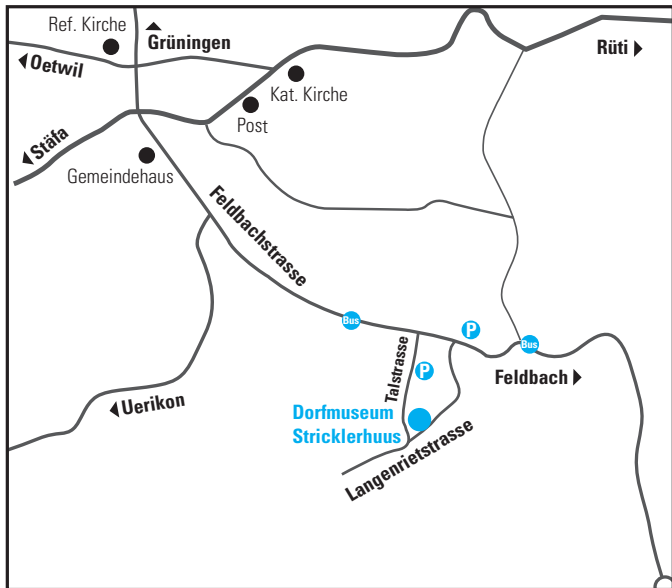 Ref. Kirche
Grüningen
Oetwil
Rüti
Kat. Kirche
Post
Stäfa
Gemeindehaus
Feldbachstrasse
Bus
P
Bus
Talstrasse
P
Feldbach
Uerikon
Dorfmuseum
Stricklerhuus
Langenrietstrasse